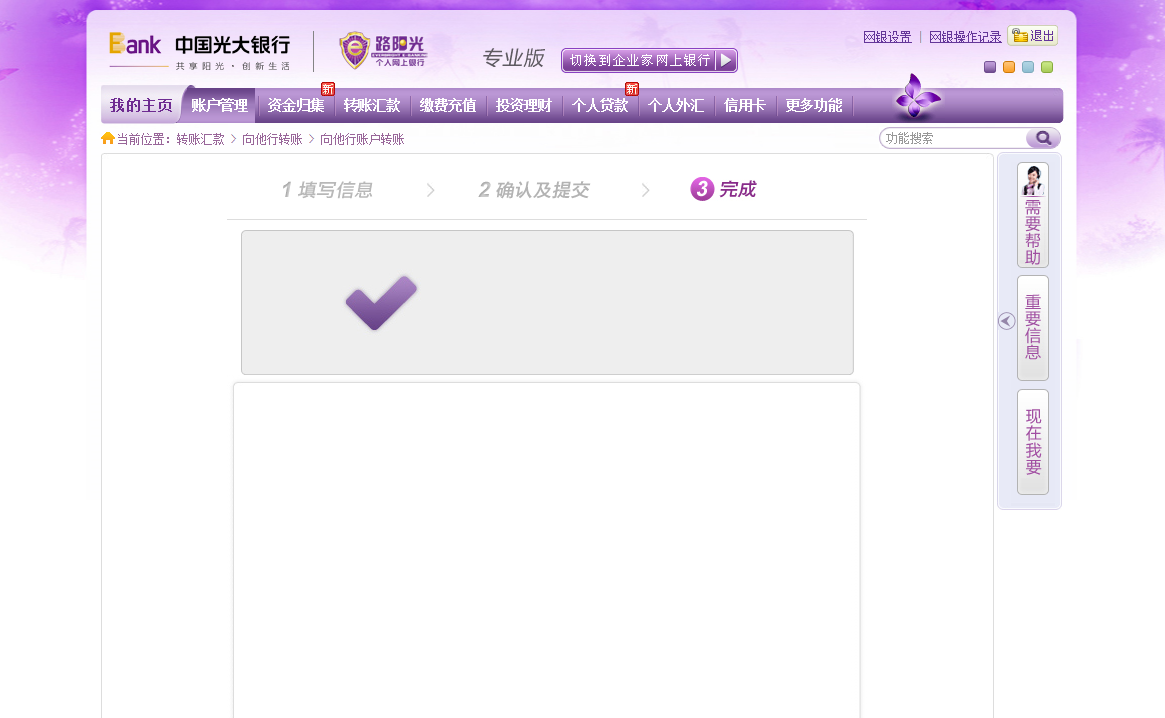 Bank 中国光大银行
共享阳光·创新生活
路阳光
EVERBRIGHT E-BANK
个人网上银行
专业版
切换到企业家网上银行
网银设置 | 网银操作记录 退出
我的主页 账户管理 资金归集 新 转账汇款 缴费充值 投资理财 个人贷款 新 个人外汇 信用卡 更多功能
当前位置: 转账汇款 > 向他行转账 > 向他行账户转账
功能搜索
1 填写信息 > 2 确认及提交 > 3 完成
需要帮助
重要信息
现在我要